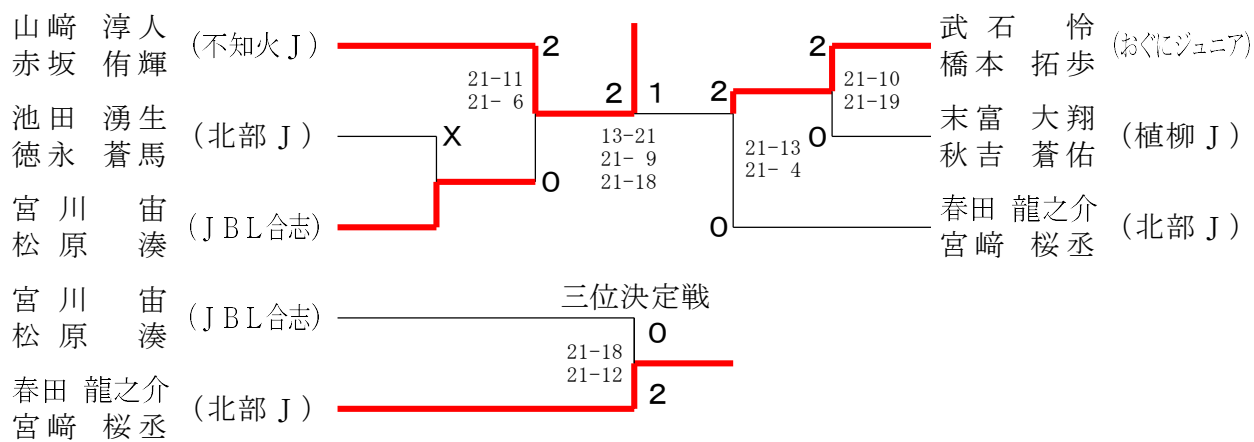 山﨑 淳人
赤坂 侑輝
(不知火J)
池田 湧生
徳永 蒼馬
(北部J)
宮川 宙
松原 湊
(JBL合志)
2
21-11
21- 6
X
0
2 1
13-21
21- 9
21-18
2
21-10
21-19
2
0
21-13
21- 4
0
武石 怜
橋本 拓歩
(おぐにジュニア)
末富 大翔
秋吉 蒼佑
(植柳J)
春田 龍之介
宮﨑 桜丞
(北部J)
三位決定戦
宮川 宙
松原 湊
(JBL合志)
0
21-18
21-12
2
春田 龍之介
宮﨑 桜丞
(北部J)